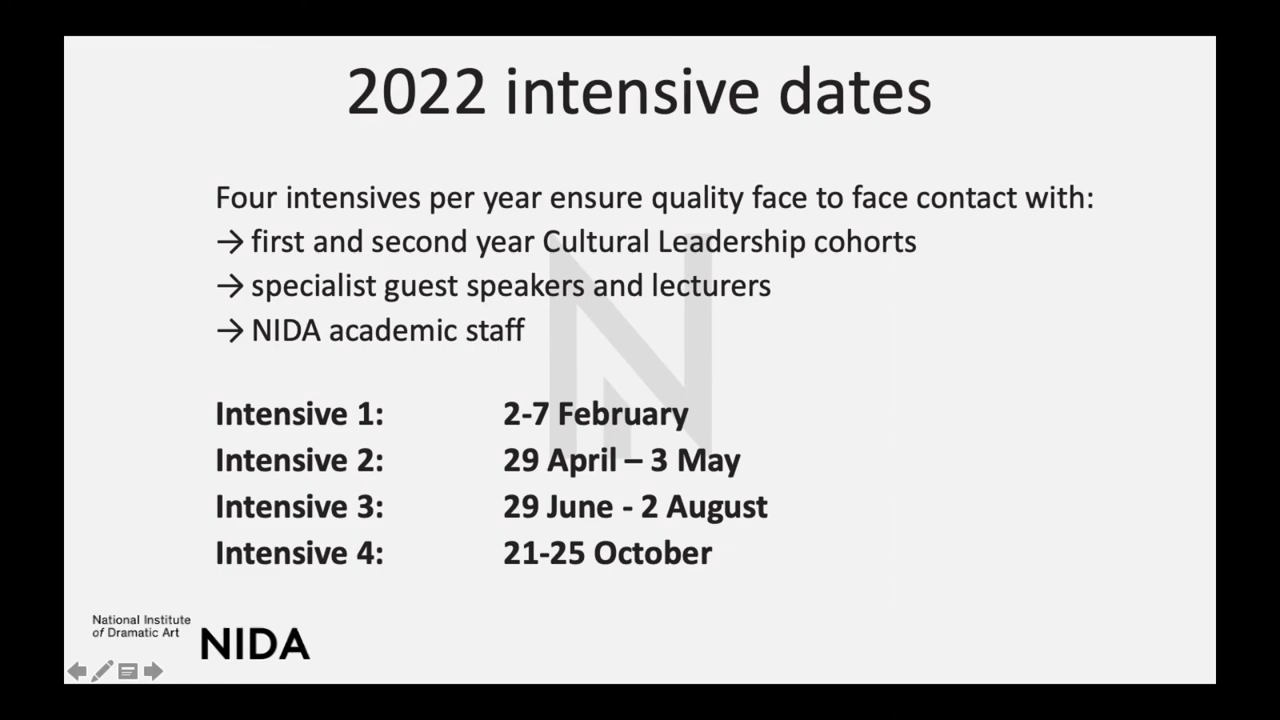 2022 intensive dates
Four intensives per year ensure quality face to face contact with:
→ first and second year Cultural Leadership cohorts
→ specialist guest speakers and lecturers
→ NIDA academic staff
Intensive 1: 2-7 February
Intensive 2: 29 April – 3 May
Intensive 3: 29 June - 2 August
Intensive 4: 21-25 October
National Institute
of Dramatic Art
NIDA